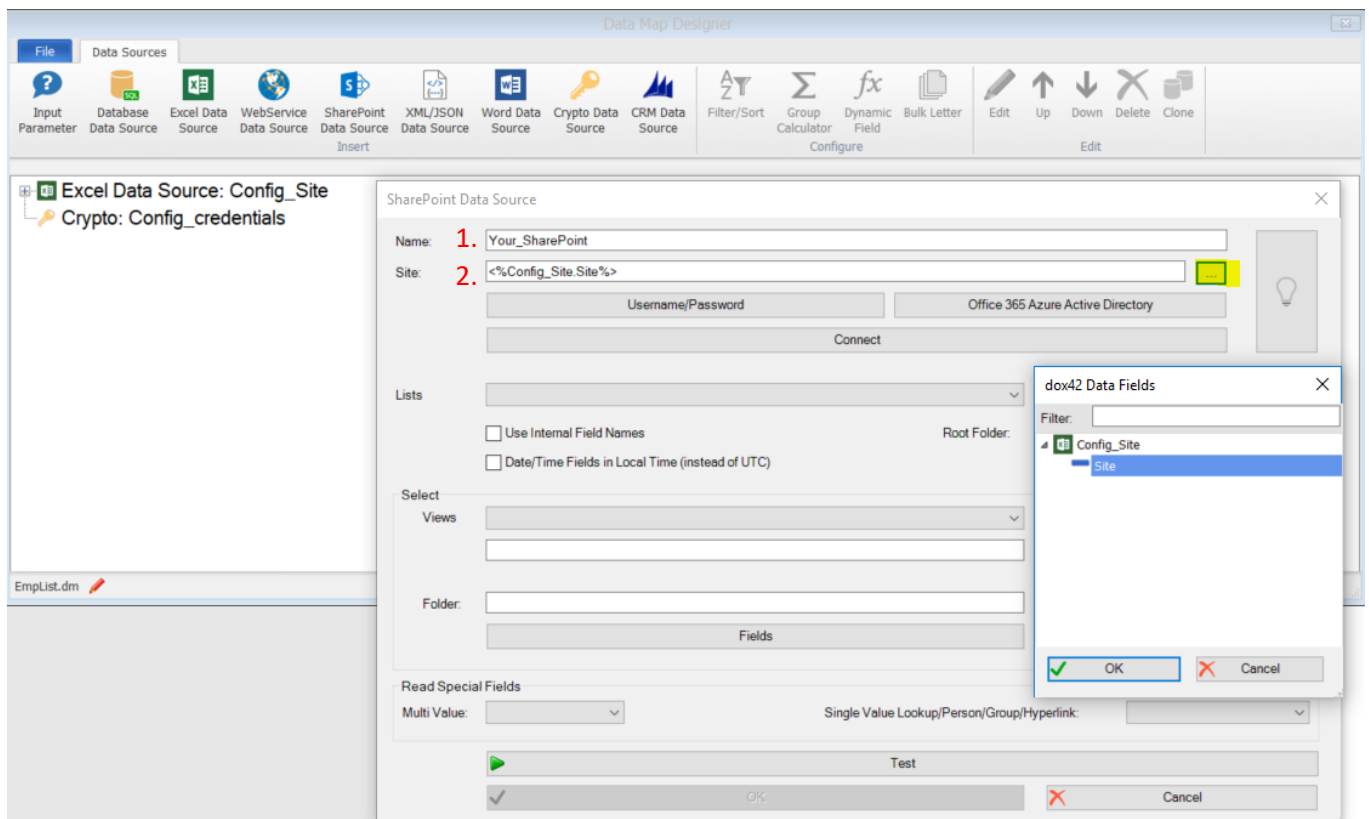 Data Map Designer
File
Data Sources
Input Parameter
Database Data Source
SQL
Excel Data Source
WebService Data Source
SharePoint Data Source
XML/JSON Data Source
Word Data Source
Crypto Data Source
CRM Data Source
Insert
Filter/Sort
Group Calculator
Dynamic Field
Bulk Letter
Configure
Edit
Up
Down
Delete
Clone
Edit
Excel Data Source: Config_Site
Crypto: Config_credentials
EmpList.dm
SharePoint Data Source
Name: 1. Your_SharePoint
Site: 2. <%Config_Site.Site%> ...
Username/Password
Office 365 Azure Active Directory
Connect
Lists
Use Internal Field Names
Root Folder:
Date/Time Fields in Local Time (instead of UTC)
Select
Views
Folder:
Fields
Read Special Fields
Multi Value:
Single Value Lookup/Person/Group/Hyperlink:
Test
OK
Cancel
dox42 Data Fields
Filter:
Config_Site
Site
OK
Cancel